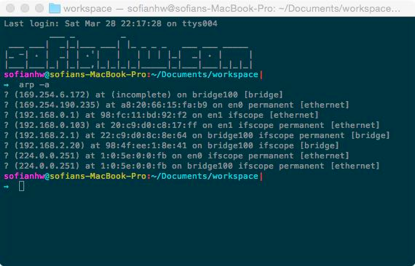 workspace — sofianhw@sofians-MacBook-Pro: ~/Documents/workspace...
Last login: Sat Mar 28 22:17:28 on ttys004
sofianhw@sofians-MacBook-Pro:~/Documents/workspace|
⇒  arp -a
? (169.254.6.172) at (incomplete) on bridge100 [bridge]
? (169.254.190.235) at a8:20:66:15:fa:b9 on en0 permanent [ethernet]
? (192.168.0.1) at 98:fc:11:bd:92:f2 on en1 ifscope [ethernet]
? (192.168.0.103) at 20:c9:d0:c8:17:ff on en1 ifscope permanent [ethernet]
? (192.168.2.1) at 22:c9:d0:8c:8e:64 on bridge100 ifscope permanent [bridge]
? (192.168.2.20) at 98:4f:ee:1:8e:41 on bridge100 ifscope [bridge]
? (224.0.0.251) at 1:0:5e:0:0:fb on en0 ifscope permanent [ethernet]
? (224.0.0.251) at 1:0:5e:0:0:fb on bridge100 ifscope permanent [ethernet]
sofianhw@sofians-MacBook-Pro:~/Documents/workspace|
⇒